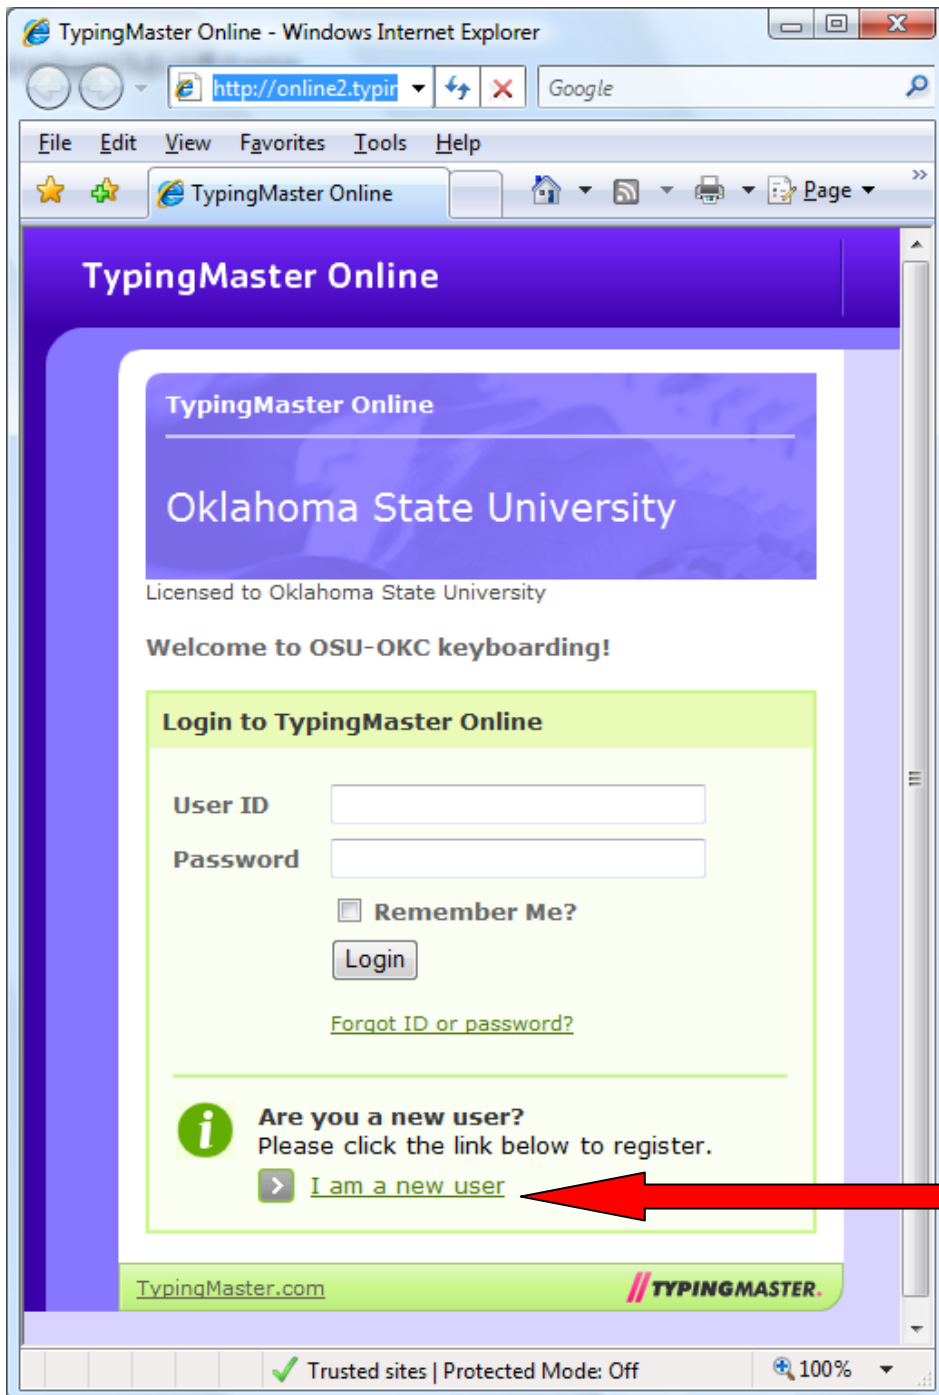 TypingMaster Online - Windows Internet Explorer
http://online2.typin
Google
File Edit View Favorites Tools Help
TypingMaster Online
Page
TypingMaster Online
TypingMaster Online
Oklahoma State University
Licensed to Oklahoma State University
Welcome to OSU-OKC keyboarding!
Login to TypingMaster Online
User ID
Password
Remember Me?
Login
Forgot ID or password?
Are you a new user?
Please click the link below to register.
I am a new user
TypingMaster.com
TYPINGMASTER.
Trusted sites | Protected Mode: Off
100%